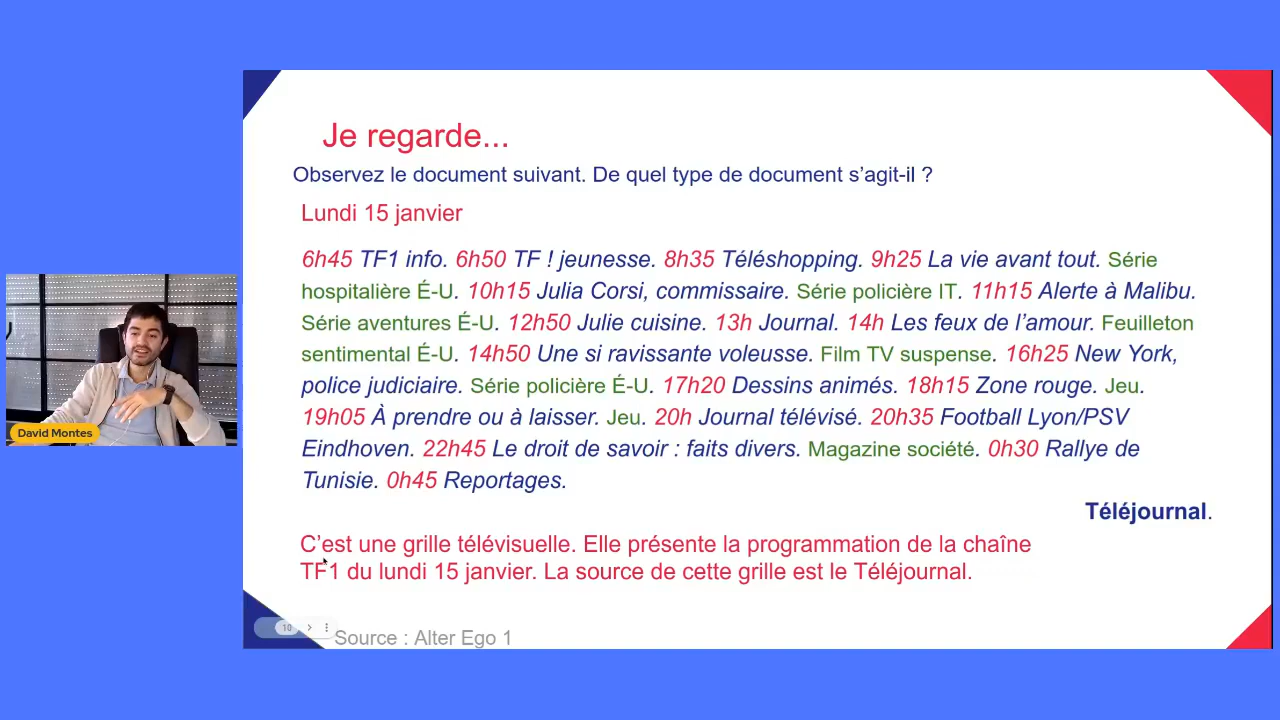 Je regarde...
Observez le document suivant. De quel type de document s’agit-il ?
Lundi 15 janvier
6h45 TF1 info. 6h50 TF ! jeunesse. 8h35 Téléshopping. 9h25 La vie avant tout. Série
hospitalière É-U. 10h15 Julia Corsi, commissaire. Série policière IT. 11h15 Alerte à Malibu.
Série aventures É-U. 12h50 Julie cuisine. 13h Journal. 14h Les feux de l’amour. Feuilleton
sentimental É-U. 14h50 Une si ravissante voleusse. Film TV suspense. 16h25 New York,
police judiciaire. Série policière É-U. 17h20 Dessins animés. 18h15 Zone rouge. Jeu.
19h05 À prendre ou à laisser. Jeu. 20h Journal télévisé. 20h35 Football Lyon/PSV
Eindhoven. 22h45 Le droit de savoir : faits divers. Magazine société. 0h30 Rallye de
Tunisie. 0h45 Reportages.
Téléjournal.
C’est une grille télévisuelle. Elle présente la programmation de la chaîne
TF1 du lundi 15 janvier. La source de cette grille est le Téléjournal.
10
Source : Alter Ego 1
David Montes